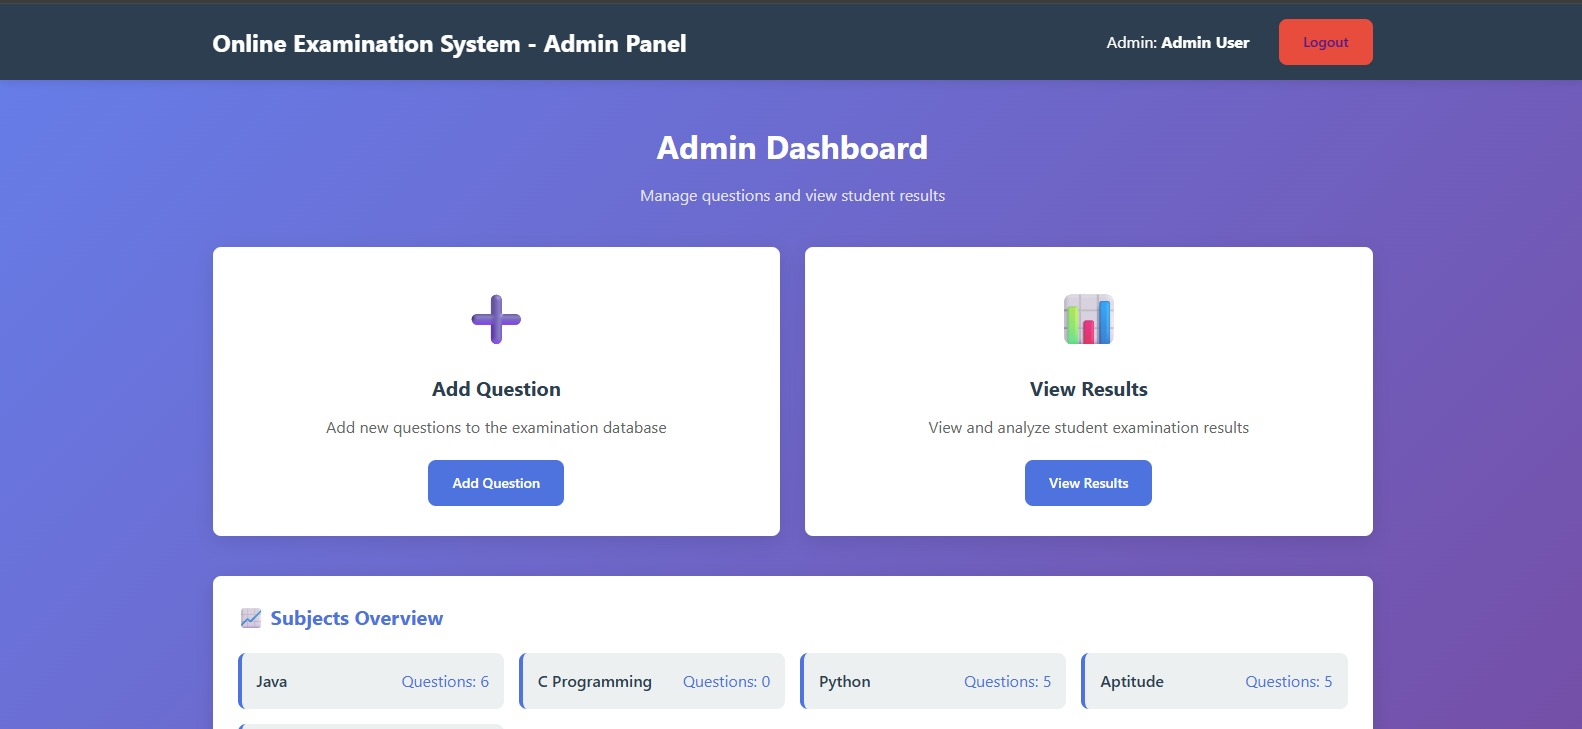 Online Examination System - Admin Panel
Admin: Admin User
Logout
Admin Dashboard
Manage questions and view student results
Add Question
Add new questions to the examination database
Add Question
View Results
View and analyze student examination results
View Results
Subjects Overview
Java Questions: 6
C Programming Questions: 0
Python Questions: 5
Aptitude Questions: 5